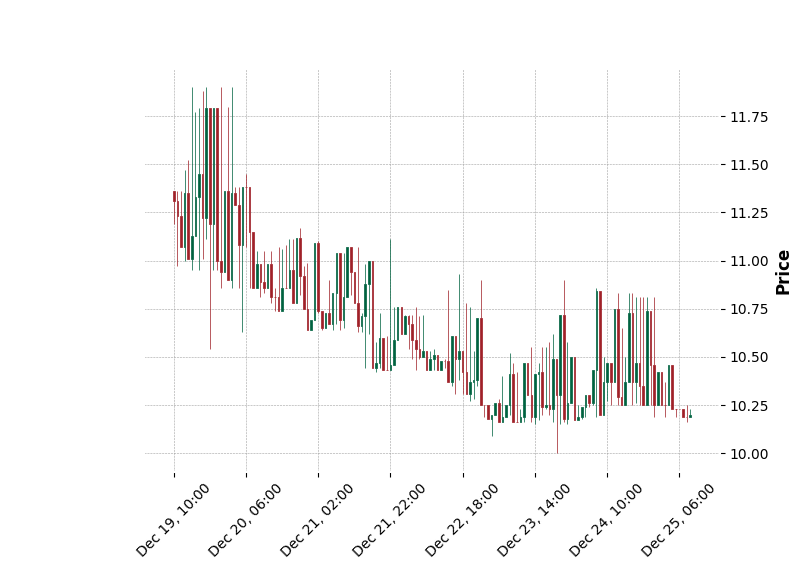 11.75
11.50
11.25
11.00
10.75
10.50
10.25
10.00
Price
Dec 19, 10:00
Dec 20, 06:00
Dec 21, 02:00
Dec 21, 22:00
Dec 22, 18:00
Dec 23, 14:00
Dec 24, 10:00
Dec 25, 06:00